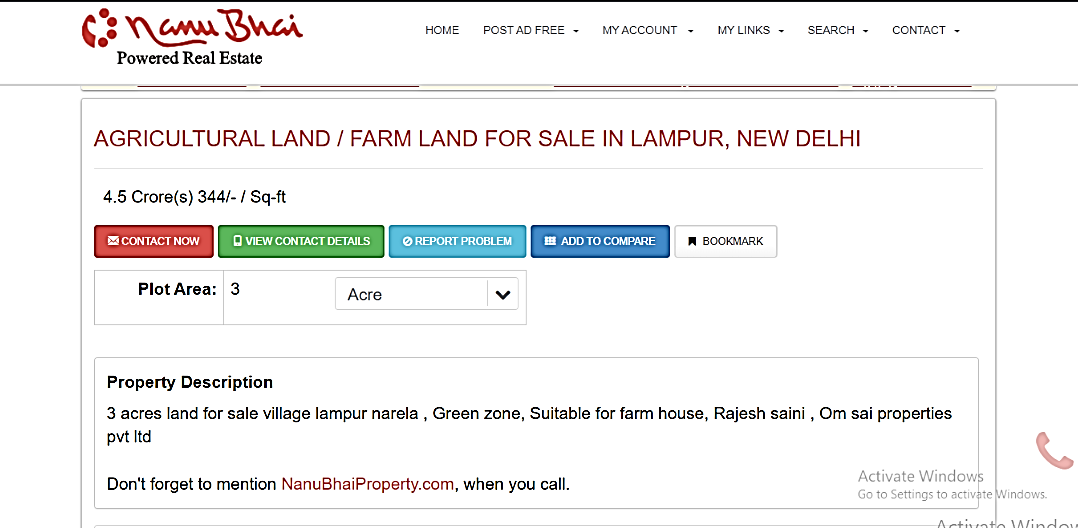 nanu Bhai
Powered Real Estate
HOME POST AD FREE MY ACCOUNT MY LINKS SEARCH CONTACT
AGRICULTURAL LAND / FARM LAND FOR SALE IN LAMPUR, NEW DELHI
4.5 Crore(s) 344/- / Sq-ft
CONTACT NOW VIEW CONTACT DETAILS REPORT PROBLEM ADD TO COMPARE BOOKMARK
Plot Area: 3 Acre
Property Description
3 acres land for sale village lampur narela , Green zone, Suitable for farm house, Rajesh saini , Om sai properties
pvt ltd
Don't forget to mention NanuBhaiProperty.com, when you call.
Activate Windows
Go to Settings to activate Windows.
Activate Window